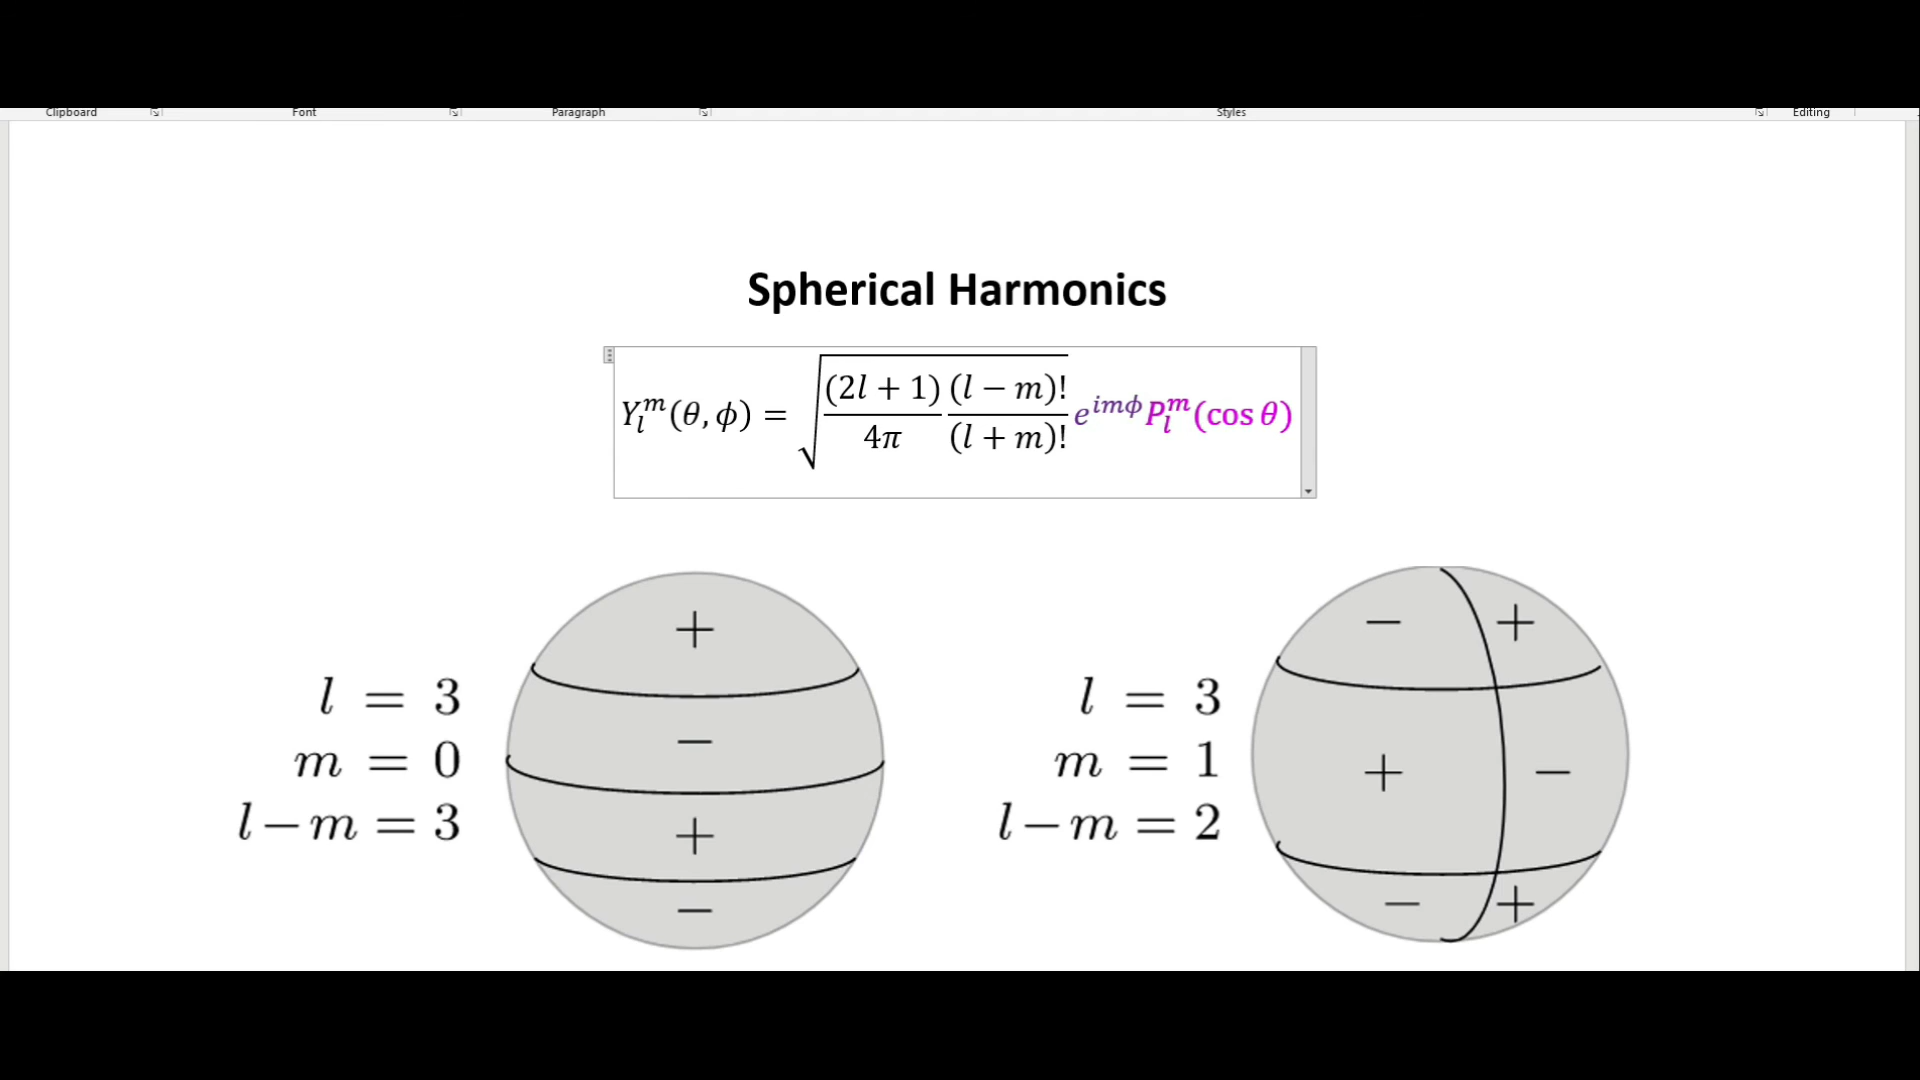 Clipboard Font Paragraph Styles Editing
Spherical Harmonics
Y_l^m(θ, ϕ) = √((2l + 1)/4π (l − m)!/(l + m)!) e^{imϕ} P_l^m(cos θ)
l = 3
m = 0
l − m = 3
+
−
+
−
l = 3
m = 1
l − m = 2
− +
+ −
− +